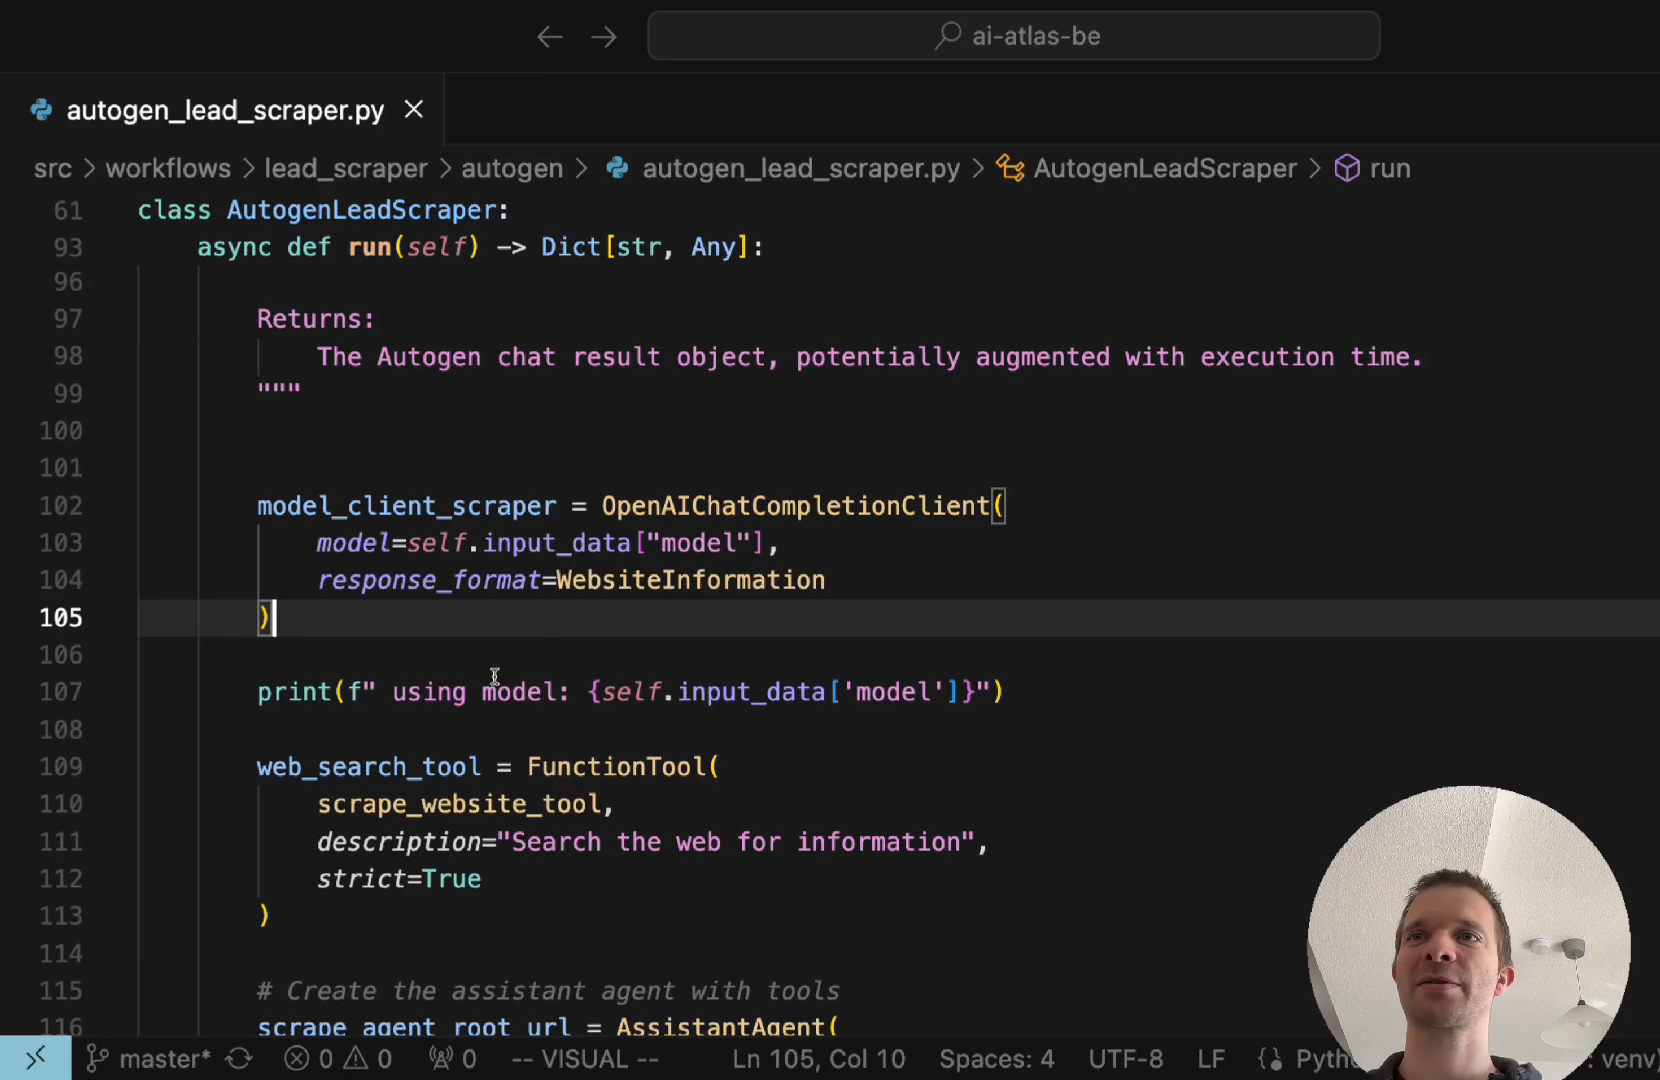 ai-atlas-be
autogen_lead_scraper.py
src > workflows > lead_scraper > autogen > autogen_lead_scraper.py > AutogenLeadScraper > run
61 class AutogenLeadScraper:
93 async def run(self) -> Dict[str, Any]:
96
97 Returns:
98 The Autogen chat result object, potentially augmented with execution time.
99 """
100
101
102 model_client_scraper = OpenAIChatCompletionClient(
103 model=self.input_data["model"],
104 response_format=WebsiteInformation
105 )
106
107 print(f" using model: {self.input_data['model']}")
108
109 web_search_tool = FunctionTool(
110 scrape_website_tool,
111 description="Search the web for information",
112 strict=True
113 )
114
115 # Create the assistant agent with tools
116 scrape_agent_root_url = AssistantAgent(
master* 0 0 0 -- VISUAL -- Ln 105, Col 10 Spaces: 4 UTF-8 LF venv)